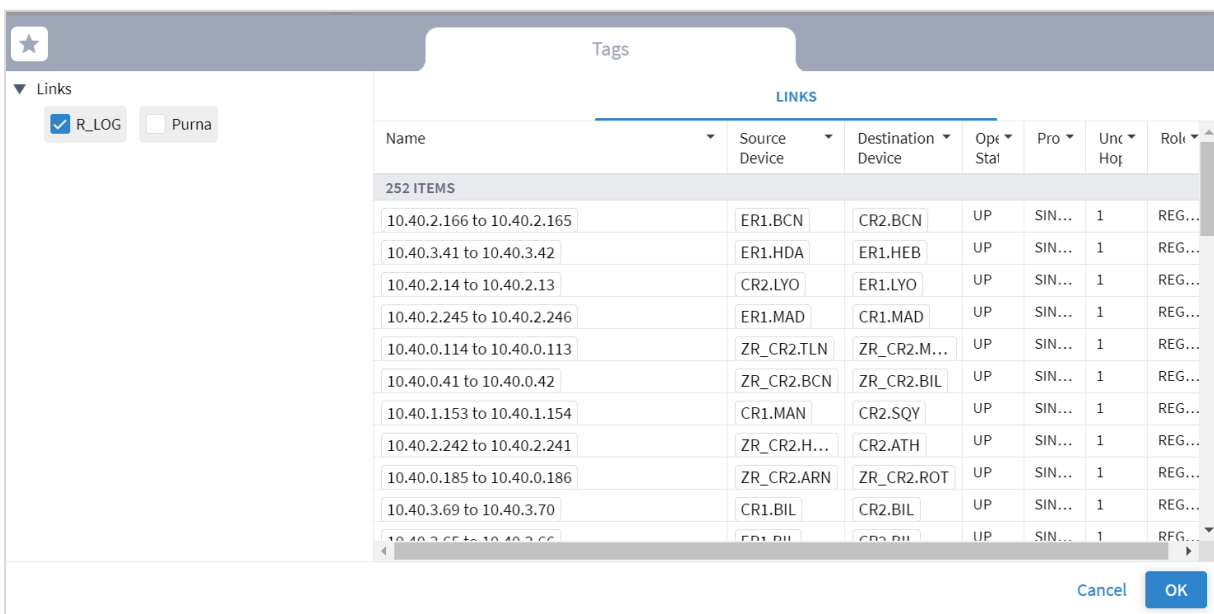 Tags
Links
R_LOG Purna
LINKS
Name Source Device Destination Device Ope Stat Pro Hop Role
252 ITEMS
10.40.2.166 to 10.40.2.165 ER1.BCN CR2.BCN UP SIN... 1 REG...
10.40.3.41 to 10.40.3.42 ER1.HDA ER1.HEB UP SIN... 1 REG...
10.40.2.14 to 10.40.2.13 CR2.LYO ER1.LYO UP SIN... 1 REG...
10.40.2.245 to 10.40.2.246 ER1.MAD CR1.MAD UP SIN... 1 REG...
10.40.0.114 to 10.40.0.113 ZR_CR2.TLN ZR_CR2.M... UP SIN... 1 REG...
10.40.0.41 to 10.40.0.42 ZR_CR2.BCN ZR_CR2.BIL UP SIN... 1 REG...
10.40.1.153 to 10.40.1.154 CR1.MAN CR2.SQY UP SIN... 1 REG...
10.40.2.242 to 10.40.2.241 ZR_CR2.H... CR2.ATH UP SIN... 1 REG...
10.40.0.185 to 10.40.0.186 ZR_CR2.ARN ZR_CR2.ROT UP SIN... 1 REG...
10.40.3.69 to 10.40.3.70 CR1.BIL CR2.BIL UP SIN... 1 REG...
UP SIN... 1 REG...
Cancel OK